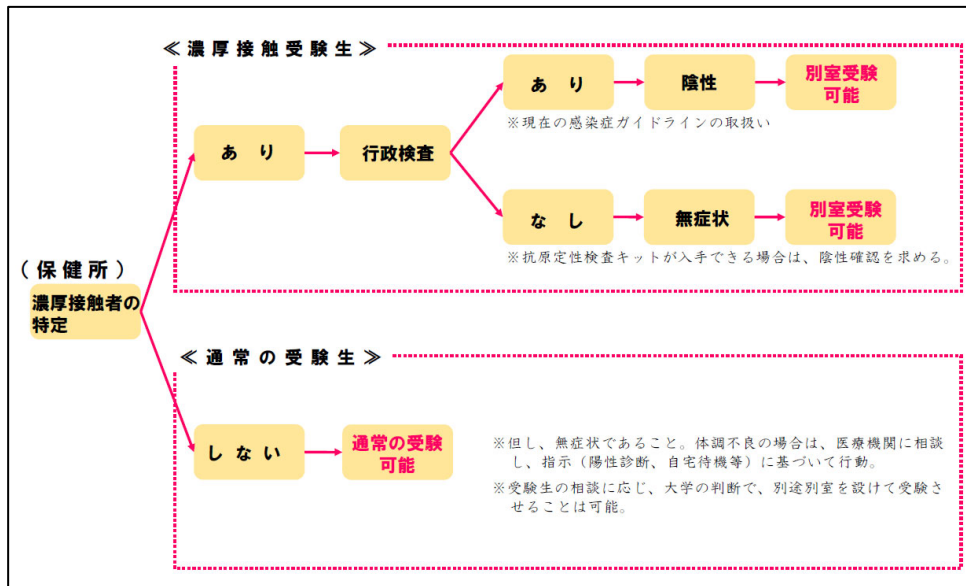 ≪濃厚接触受験生≫
あり
陰性
別室受験
可能
※現在の感染症ガイドラインの取扱い
あり
行政検査
なし
無症状
別室受験
可能
※抗原定性検査キットが入手できる場合は、陰性確認を求める。
(保健所)
濃厚接触者の
特定
≪通常の受験生≫
しない
通常の受験
可能
※但し、無症状であること。体調不良の場合は、医療機関に相談
し、指示（陽性診断、自宅待機等）に基づいて行動。
※受験生の相談に応じ、大学の判断で、別途別室を設けて受験さ
せることは可能。